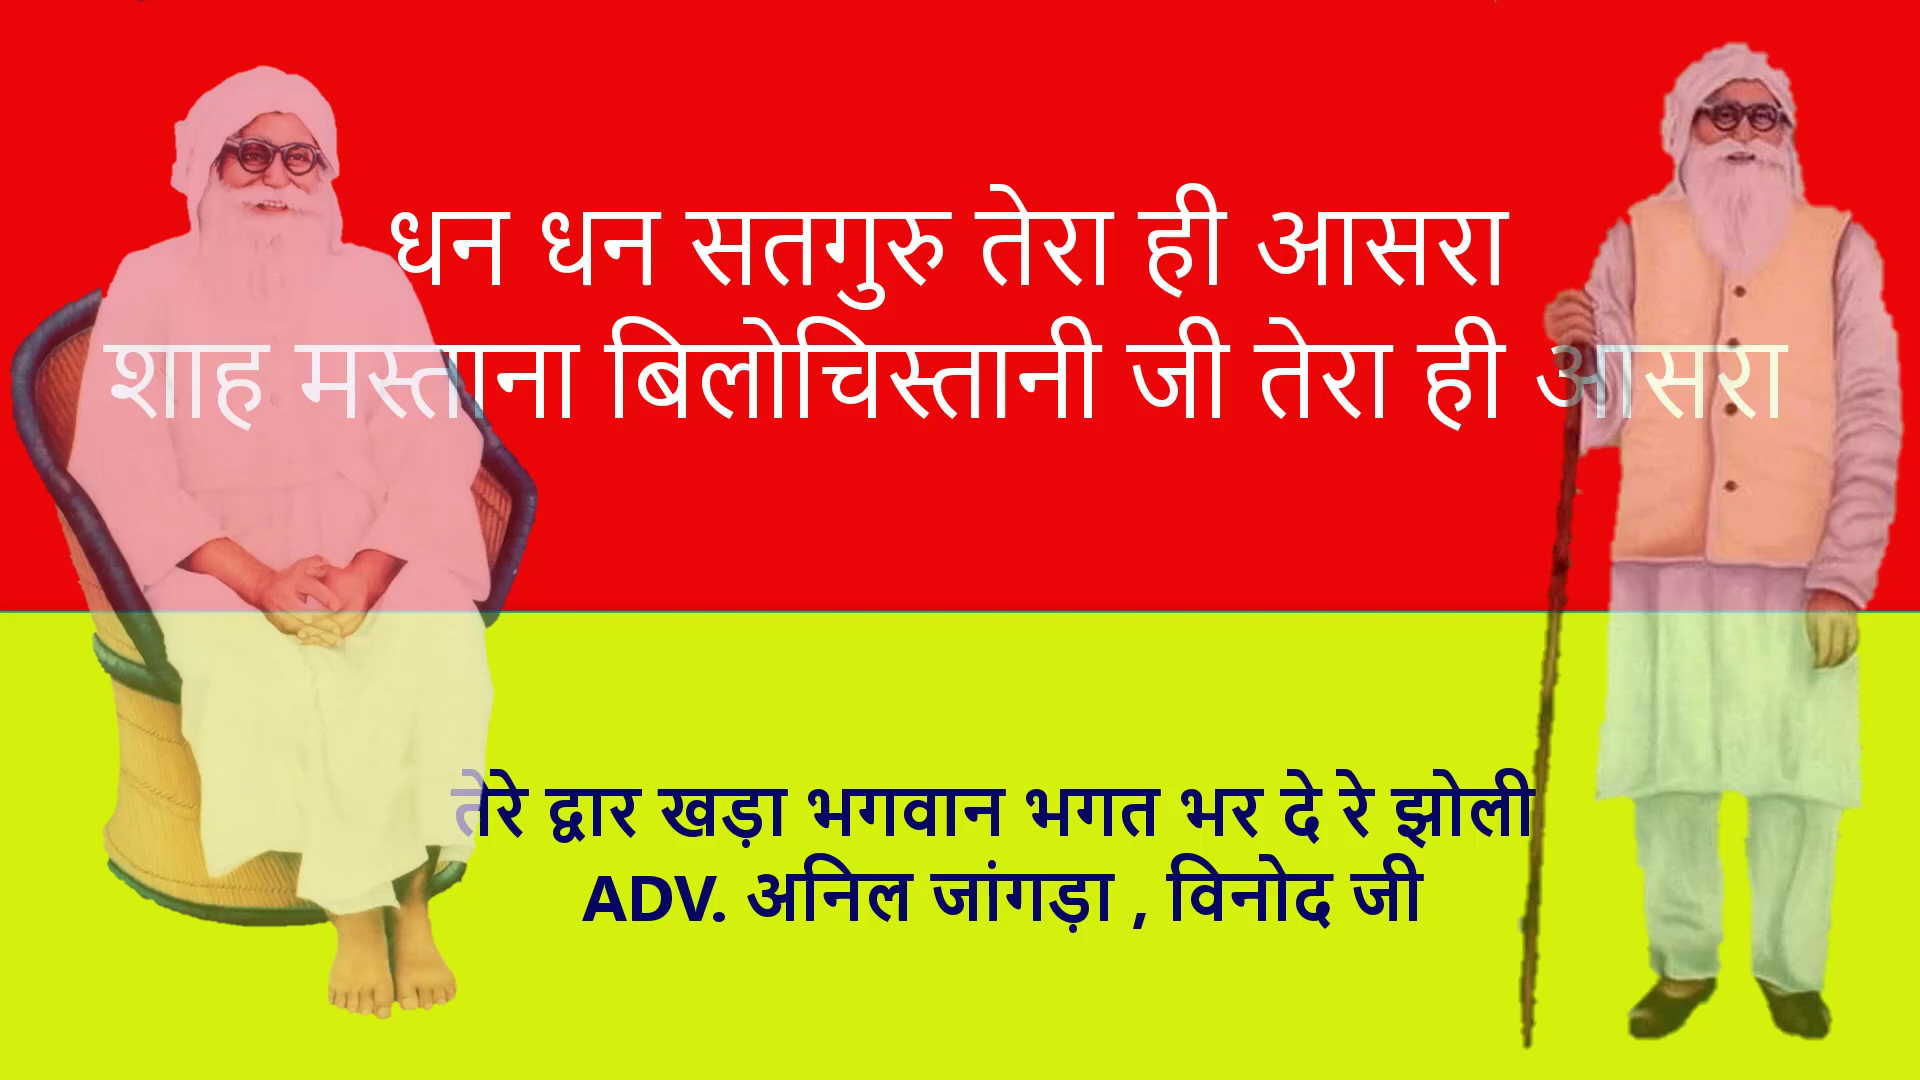 धन धन सतगुरु तेरा ही आसरा
शाह मस्ताना बिलोचिस्तानी जी तेरा ही आसरा
तेरे द्वार खड़ा भगवान भगत भर दे रे झोली
ADV. अनिल जांगड़ा , विनोद जी